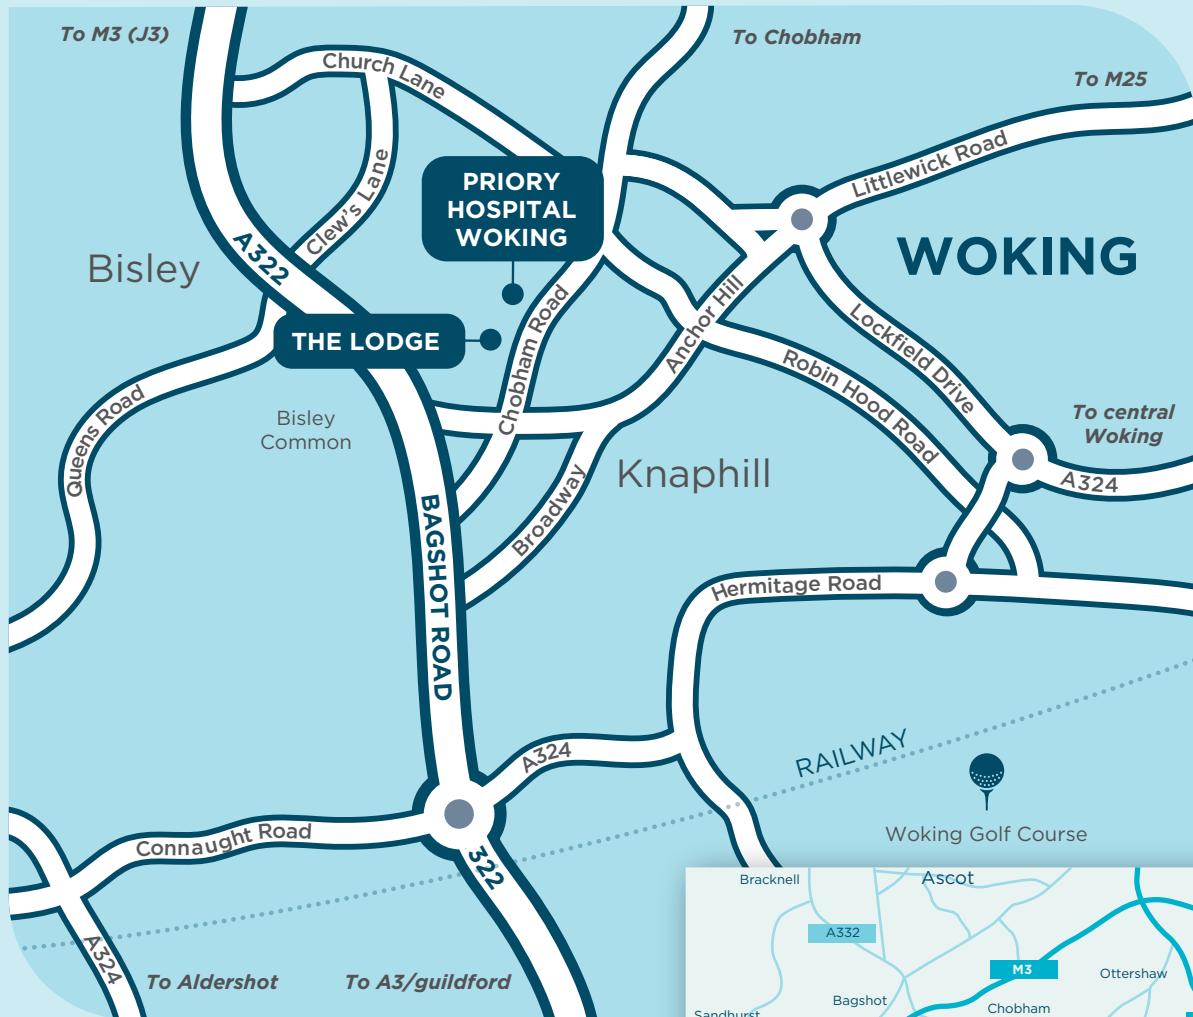 To M3 (J3)
To Chobham
To M25
Church Lane
Littlewick Road
Clew's Lane
PRIORY
HOSPITAL
WOKING
A322
WOKING
Bisley
Anchor Hill
Chobham Road
Lockfield Drive
THE LODGE
Robin Hood Road
Queens Road
Bisley
Common
To central
Woking
Knaphill
A324
BAGSHOT ROAD
Broadway
Hermitage Road
RAILWAY
A324
Connaught Road
Woking Golf Course
322
Bracknell
Ascot
A332
A324
M3
Ottershaw
To Aldershot
To A3/guildford
Bagshot
Chobham
Sandhurst